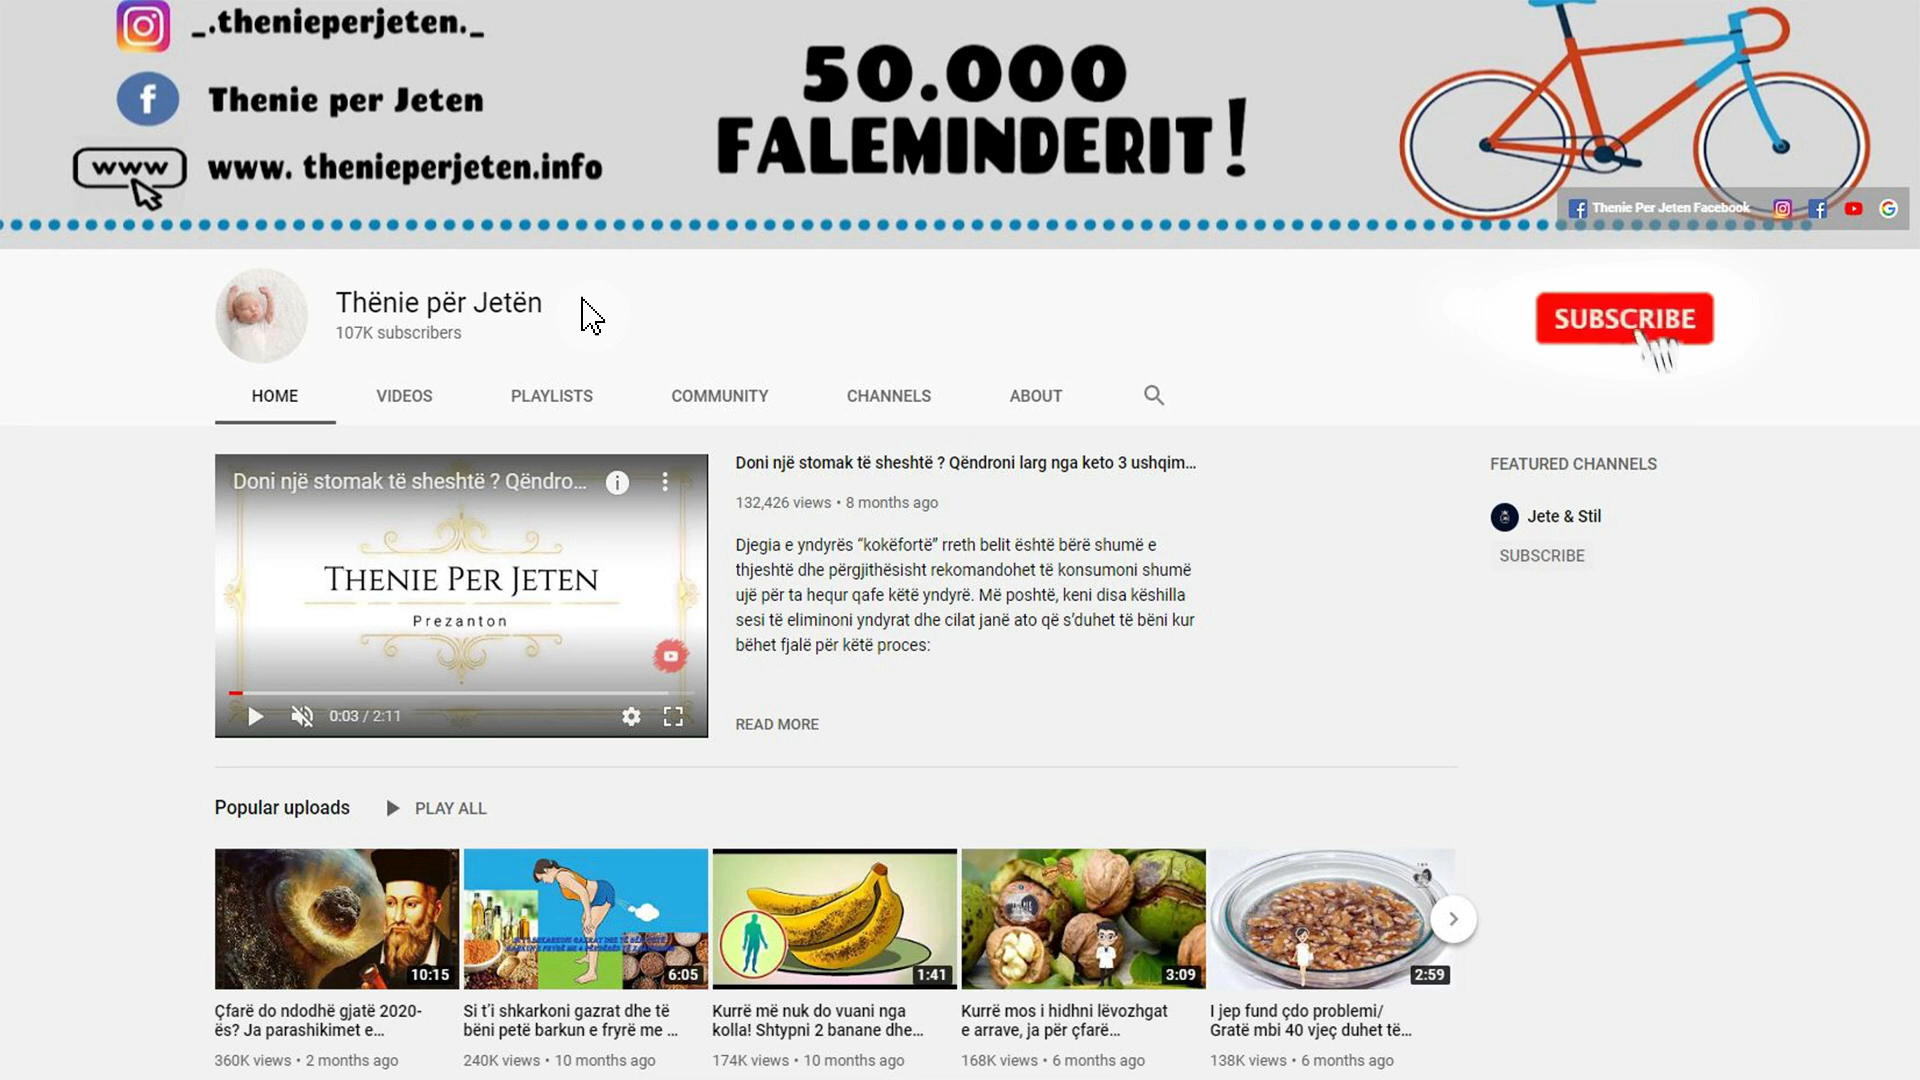 _.thenieperjeten._
Thenie per Jeten
www
www. thenieperjeten.info
50.000
FALEMINDERIT!
Thenie Per Jeten Facebook
Thënie për Jetën
107K subscribers
SUBSCRIBE
HOME
VIDEOS
PLAYLISTS
COMMUNITY
CHANNELS
ABOUT
Doni një stomak të sheshtë ? Qëndro...
THENIE PER JETEN
Prezanton
0:03 / 2:11
Doni një stomak të sheshtë ? Qëndroni larg nga keto 3 ushqim...
132,426 views • 8 months ago
Djegia e yndyrës “kokëfortë” rreth belit është bërë shumë e
thjeshtë dhe përgjithësisht rekomandohet të konsumoni shumë
ujë për ta hequr qafe këtë yndyrë. Më poshtë, keni disa këshilla
sesi të eliminoni yndyrat dhe cilat janë ato që s’duhet të bëni kur
bëhet fjalë për këtë proces:
READ MORE
FEATURED CHANNELS
Jete & Stil
SUBSCRIBE
Popular uploads
PLAY ALL
10:15
6:05
1:41
3:09
2:59
Çfarë do ndodhë gjatë 2020-
ës? Ja parashikimet e...
360K views • 2 months ago
Si t’i shkarkoni gazrat dhe të
bëni petë barkun e fryrë me ...
240K views • 10 months ago
Kurrë më nuk do vuani nga
kolla! Shtypni 2 banane dhe...
174K views • 10 months ago
Kurrë mos i hidhni lëvozhgat
e arrave, ja për çfarë...
168K views • 6 months ago
I jep fund çdo problemi/
Gratë mbi 40 vjeç duhet të...
138K views • 6 months ago